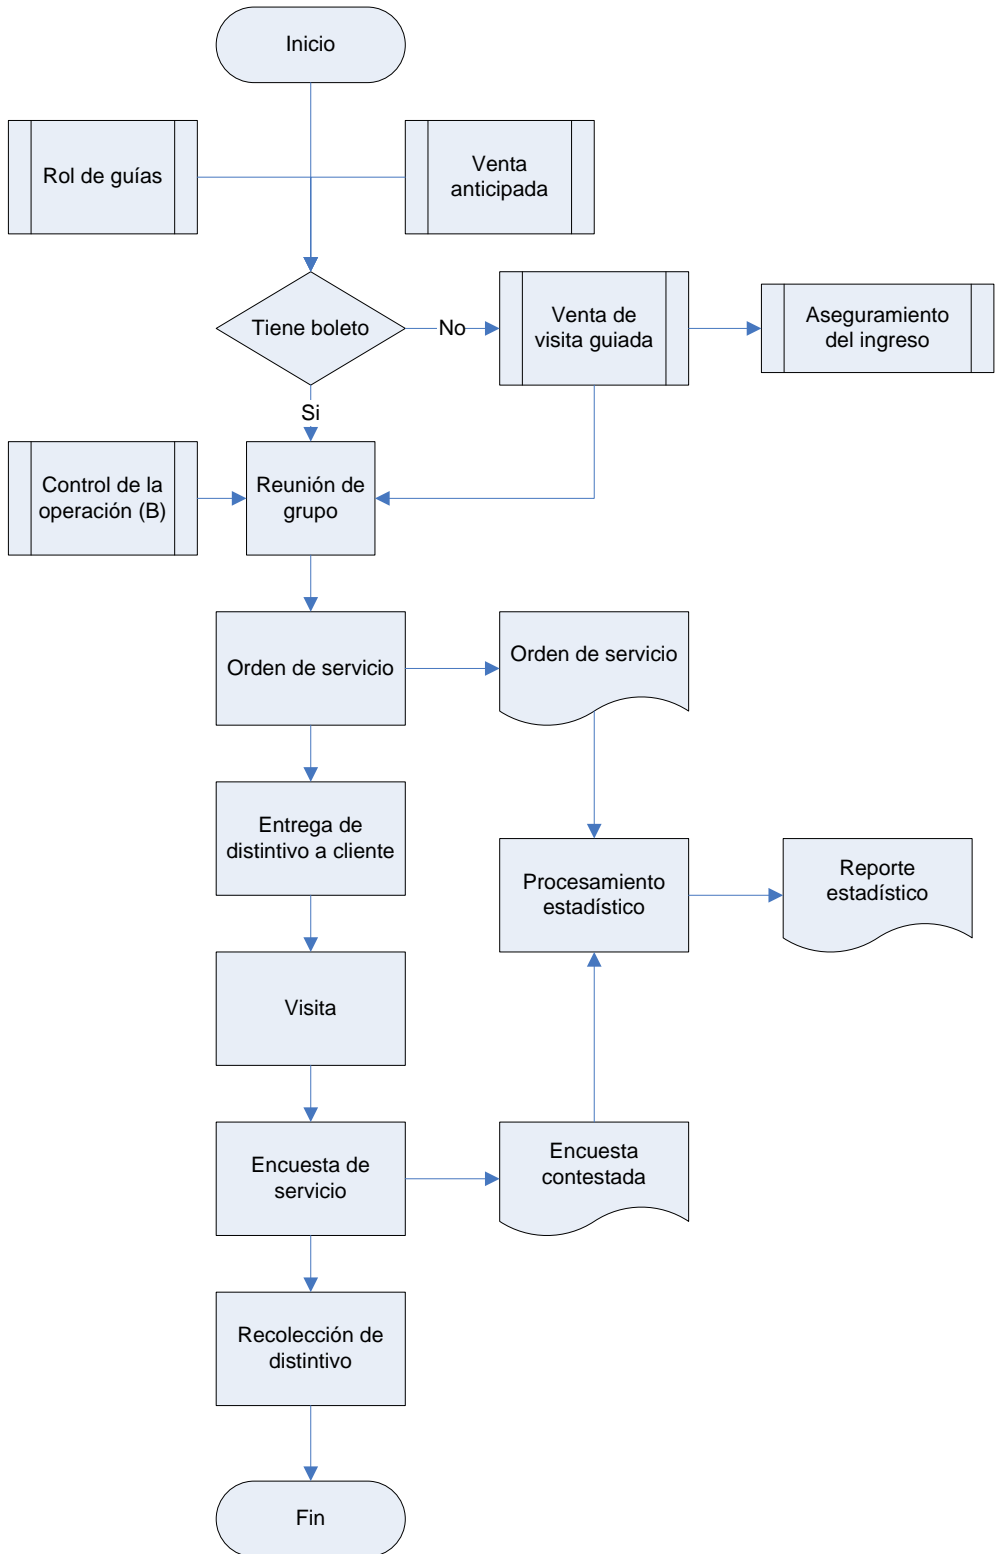 Inicio
Rol de guías
Venta
anticipada
Tiene boleto
No
Venta de
visita guiada
Aseguramiento
del ingreso
Si
Control de la
operación (B)
Reunión de
grupo
Orden de servicio
Orden de servicio
Entrega de
distintivo a cliente
Procesamiento
estadístico
Reporte
estadístico
Visita
Encuesta de
servicio
Encuesta
contestada
Recolección de
distintivo
Fin